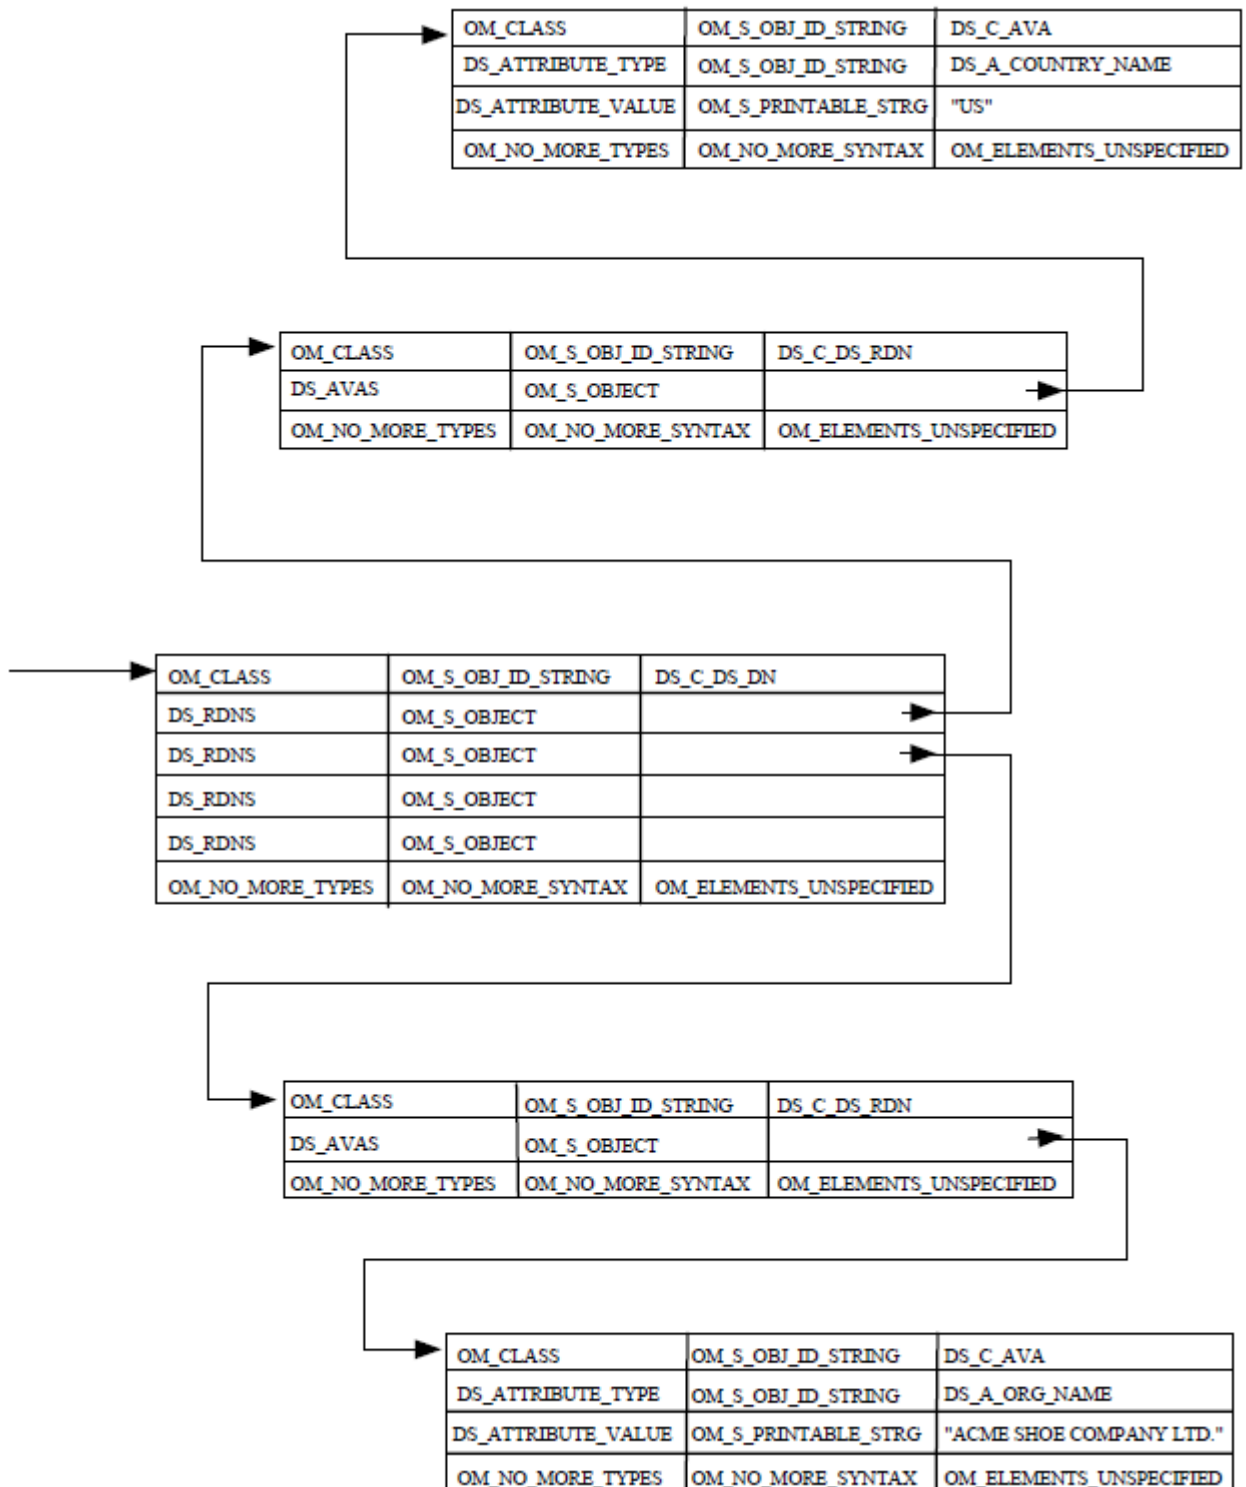 OM_CLASS OM_S_OBJ_ID_STRING DS_C_AVA
DS_ATTRIBUTE_TYPE OM_S_OBJ_ID_STRING DS_A_COUNTRY_NAME
DS_ATTRIBUTE_VALUE OM_S_PRINTABLE_STRG "US"
OM_NO_MORE_TYPES OM_NO_MORE_SYNTAX OM_ELEMENTS_UNSPECIFIED
OM_CLASS OM_S_OBJ_ID_STRING DS_C_DS_RDN
DS_AVAS OM_S_OBJECT
OM_NO_MORE_TYPES OM_NO_MORE_SYNTAX OM_ELEMENTS_UNSPECIFIED
OM_CLASS OM_S_OBJ_ID_STRING DS_C_DS_DN
DS_RDNS OM_S_OBJECT
DS_RDNS OM_S_OBJECT
DS_RDNS OM_S_OBJECT
DS_RDNS OM_S_OBJECT
OM_NO_MORE_TYPES OM_NO_MORE_SYNTAX OM_ELEMENTS_UNSPECIFIED
OM_CLASS OM_S_OBJ_ID_STRING DS_C_DS_RDN
DS_AVAS OM_S_OBJECT
OM_NO_MORE_TYPES OM_NO_MORE_SYNTAX OM_ELEMENTS_UNSPECIFIED
OM_CLASS OM_S_OBJ_ID_STRING DS_C_AVA
DS_ATTRIBUTE_TYPE OM_S_OBJ_ID_STRING DS_A_ORG_NAME
DS_ATTRIBUTE_VALUE OM_S_PRINTABLE_STRG "ACME SHOE COMPANY LTD."
OM_NO_MORE_TYPES OM_NO_MORE_SYNTAX OM_ELEMENTS_UNSPECIFIED